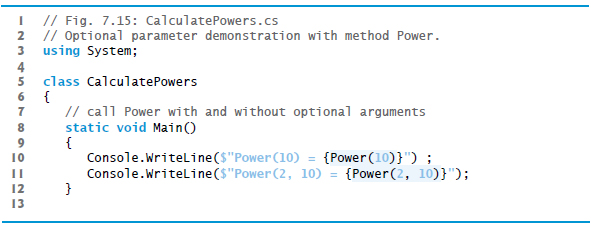 1 // Fig. 7.15: CalculatePowers.cs
2 // Optional parameter demonstration with method Power.
3 using System;
4
5 class CalculatePowers
6 {
7 // call Power with and without optional arguments
8 static void Main()
9 {
10 Console.WriteLine($"Power(10) = {Power(10)}") ;
11 Console.WriteLine($"Power(2, 10) = {Power(2, 10)}");
12 }
13